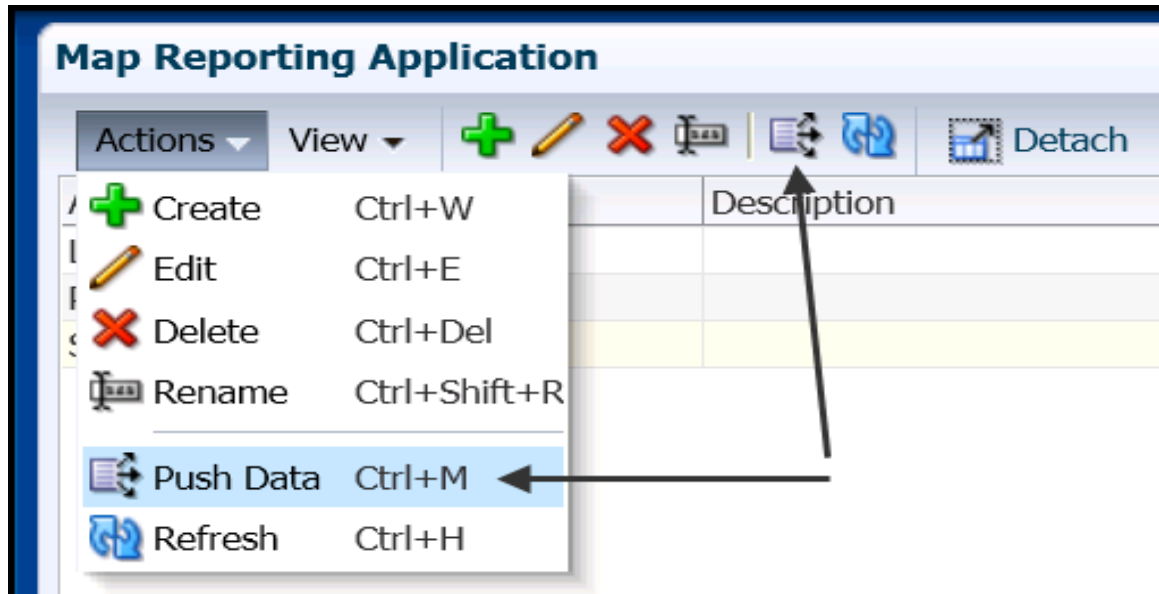 Map Reporting Application
Actions View Detach
Description
Create Ctrl+W
Edit Ctrl+E
Delete Ctrl+Del
Rename Ctrl+Shift+R
Push Data Ctrl+M
Refresh Ctrl+H